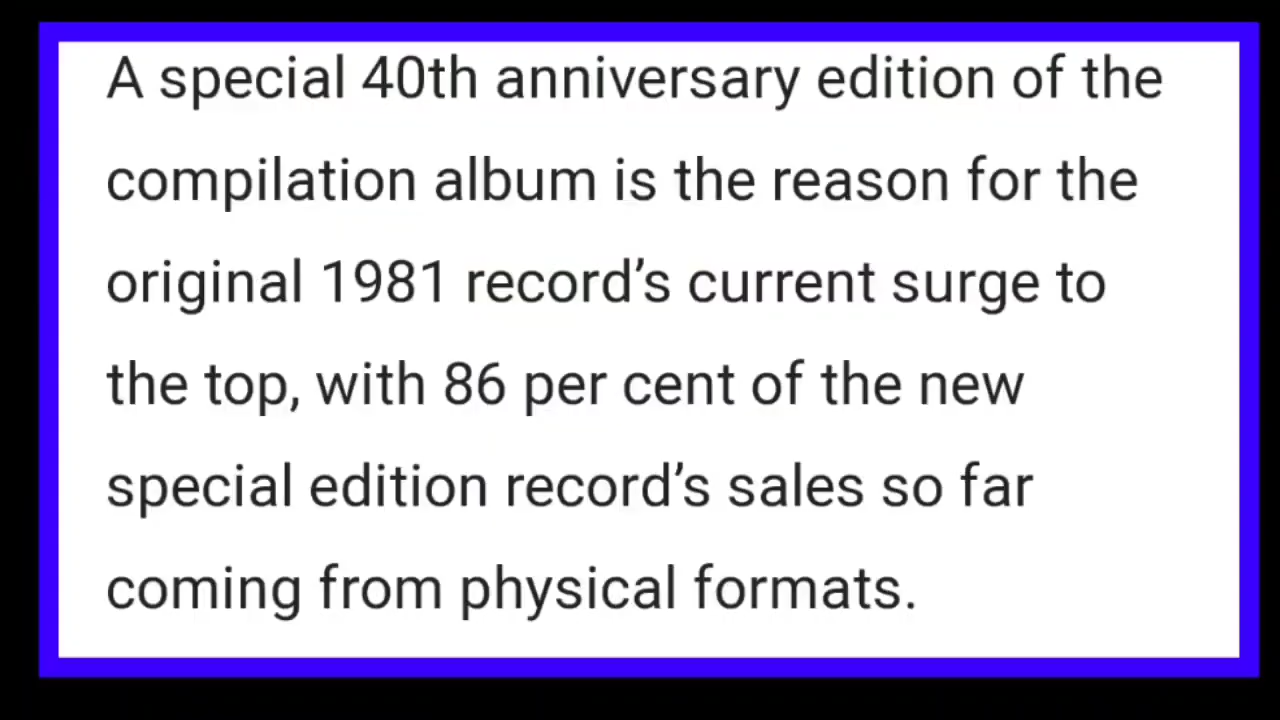 A special 40th anniversary edition of the
compilation album is the reason for the
original 1981 record’s current surge to
the top, with 86 per cent of the new
special edition record’s sales so far
coming from physical formats.